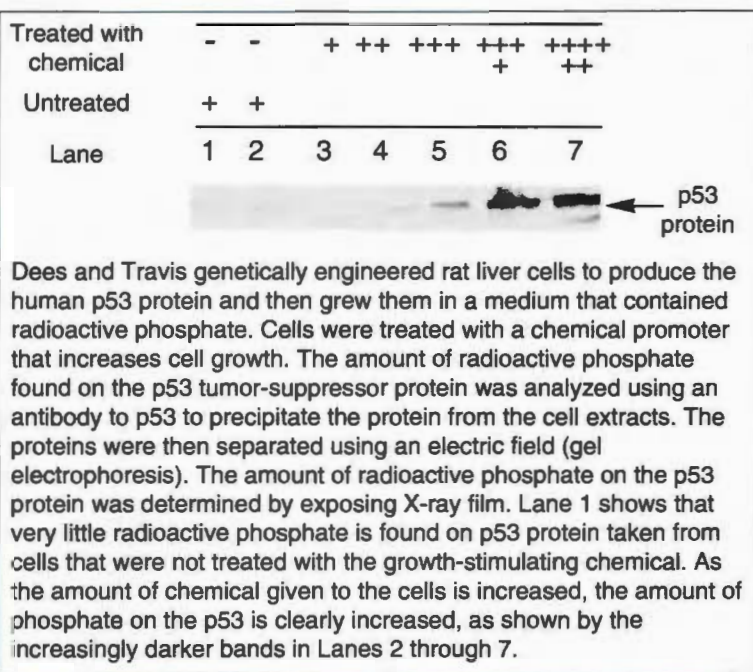 Treated with chemical - - + ++ +++ ++++ ++++++
Untreated + +
Lane 1 2 3 4 5 6 7
p53 protein
Dees and Travis genetically engineered rat liver cells to produce the
human p53 protein and then grew them in a medium that contained
radioactive phosphate. Cells were treated with a chemical promoter
that increases cell growth. The amount of radioactive phosphate
found on the p53 tumor-suppressor protein was analyzed using an
antibody to p53 to precipitate the protein from the cell extracts. The
proteins were then separated using an electric field (gel
electrophoresis). The amount of radioactive phosphate on the p53
protein was determined by exposing X-ray film. Lane 1 shows that
very little radioactive phosphate is found on p53 protein taken from
cells that were not treated with the growth-stimulating chemical. As
the amount of chemical given to the cells is increased, the amount of
phosphate on the p53 is clearly increased, as shown by the
increasingly darker bands in Lanes 2 through 7.